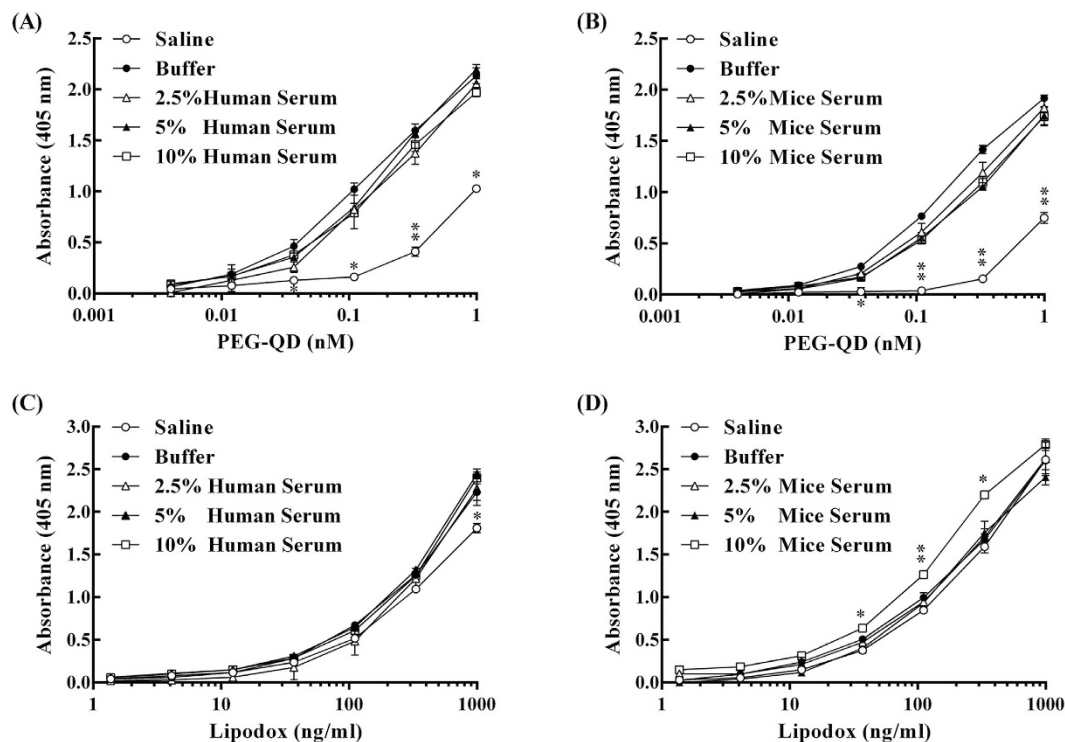 (A)
2.5
2.0
1.5
1.0
0.5
0.0
Absorbance (405 nm)
Saline
Buffer
2.5% Human Serum
5% Human Serum
10% Human Serum
*
**
*
*
0.001 0.01 0.1 1
PEG-QD (nM)
(B)
2.5
2.0
1.5
1.0
0.5
0.0
Absorbance (405 nm)
Saline
Buffer
2.5% Mice Serum
5% Mice Serum
10% Mice Serum
**
**
**
*
0.001 0.01 0.1 1
PEG-QD (nM)
(C)
3.0
2.5
2.0
1.5
1.0
0.5
0.0
Absorbance (405 nm)
Saline
Buffer
2.5% Human Serum
5% Human Serum
10% Human Serum
*
1 10 100 1000
Lipodox (ng/ml)
(D)
3.0
2.5
2.0
1.5
1.0
0.5
0.0
Absorbance (405 nm)
Saline
Buffer
2.5% Mice Serum
5% Mice Serum
10% Mice Serum
*
**
*
1 10 100 1000
Lipodox (ng/ml)